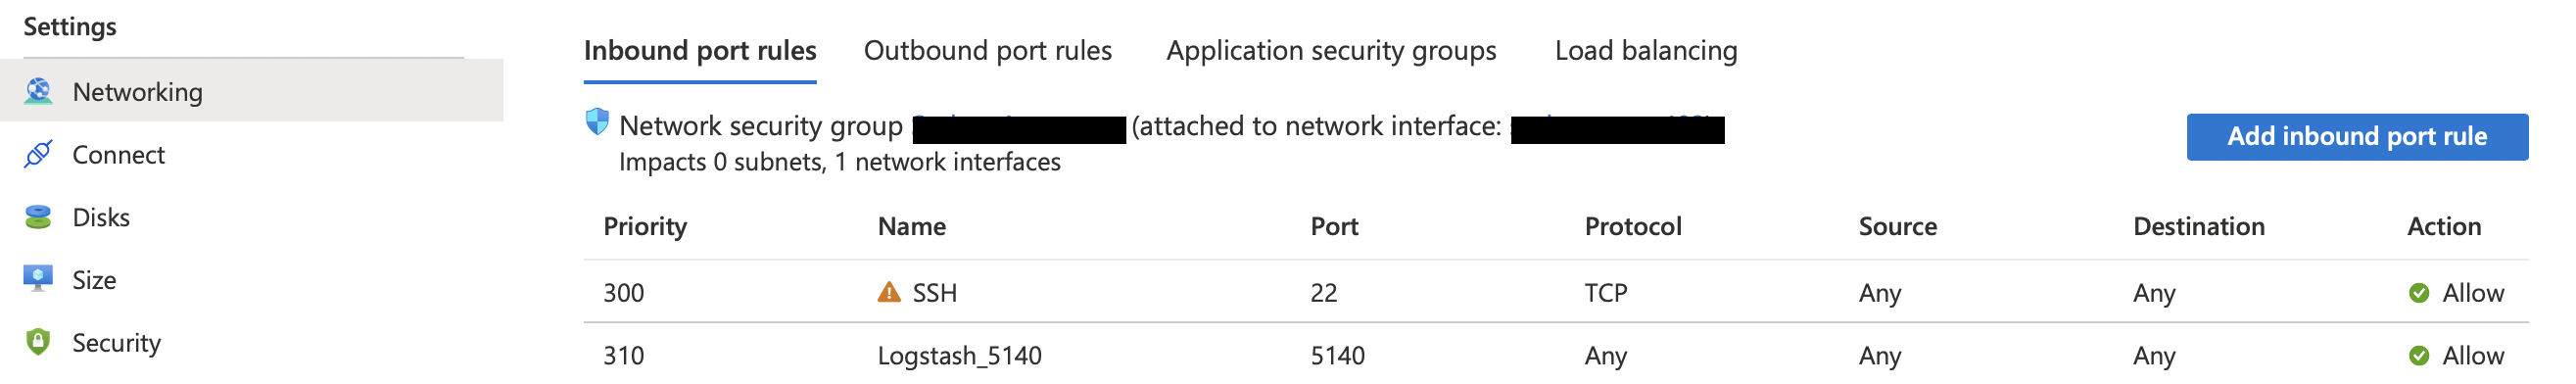 Settings
Networking
Connect
Disks
Size
Security
Inbound port rules Outbound port rules Application security groups Load balancing
Network security group (attached to network interface:
Impacts 0 subnets, 1 network interfaces
Add inbound port rule
Priority Name Port Protocol Source Destination Action
300 SSH 22 TCP Any Any Allow
310 Logstash_5140 5140 Any Any Any Allow